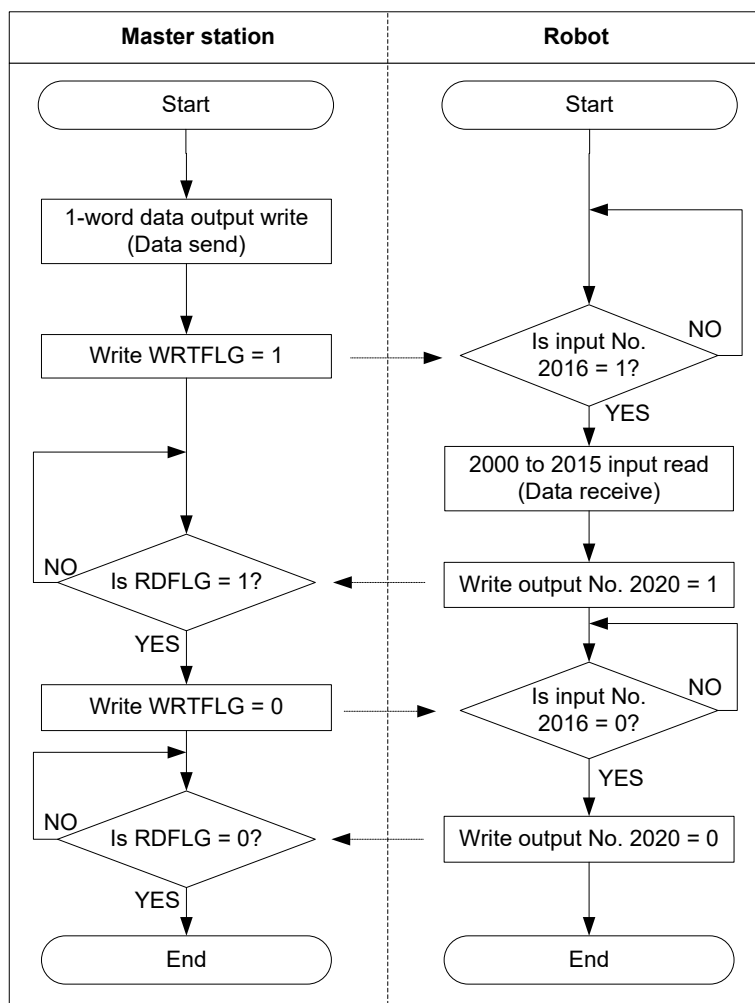 Master station
Robot
Start
1-word data output write
(Data send)
Write WRTFLG = 1
NO
Is RDFLG = 1?
YES
Write WRTFLG = 0
NO
Is RDFLG = 0?
YES
End
Start
Is input No.
2016 = 1?
NO
YES
2000 to 2015 input read
(Data receive)
Write output No. 2020 = 1
Is input No.
2016 = 0?
NO
YES
Write output No. 2020 = 0
End